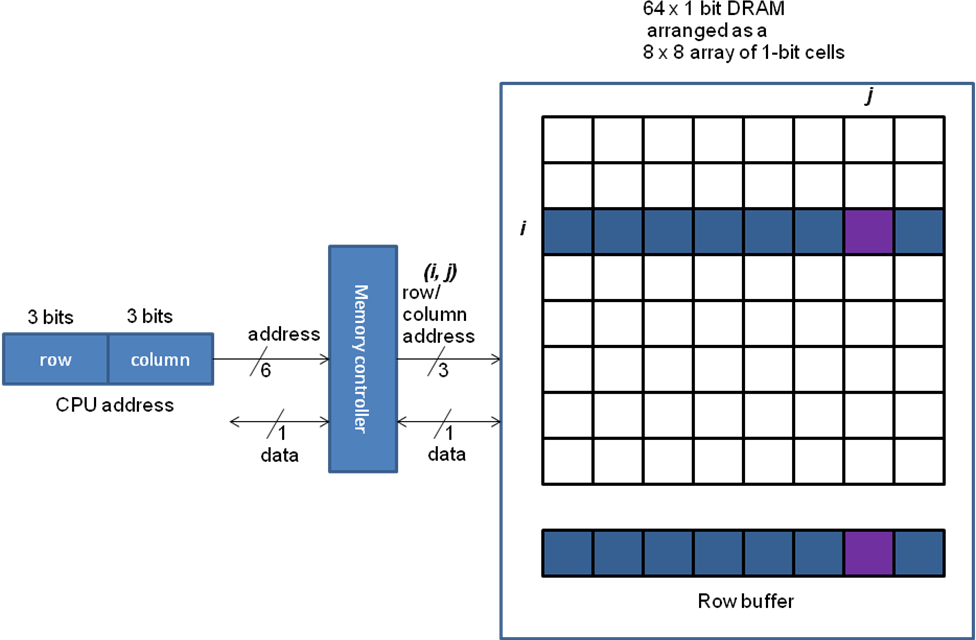 64 x 1 bit DRAM
arranged as a
8 x 8 array of 1-bit cells
j
i
(i, j)
row/
column
address
3
1
data
Memory controller
address
6
1
data
3 bits
3 bits
row
column
CPU address
Row buffer